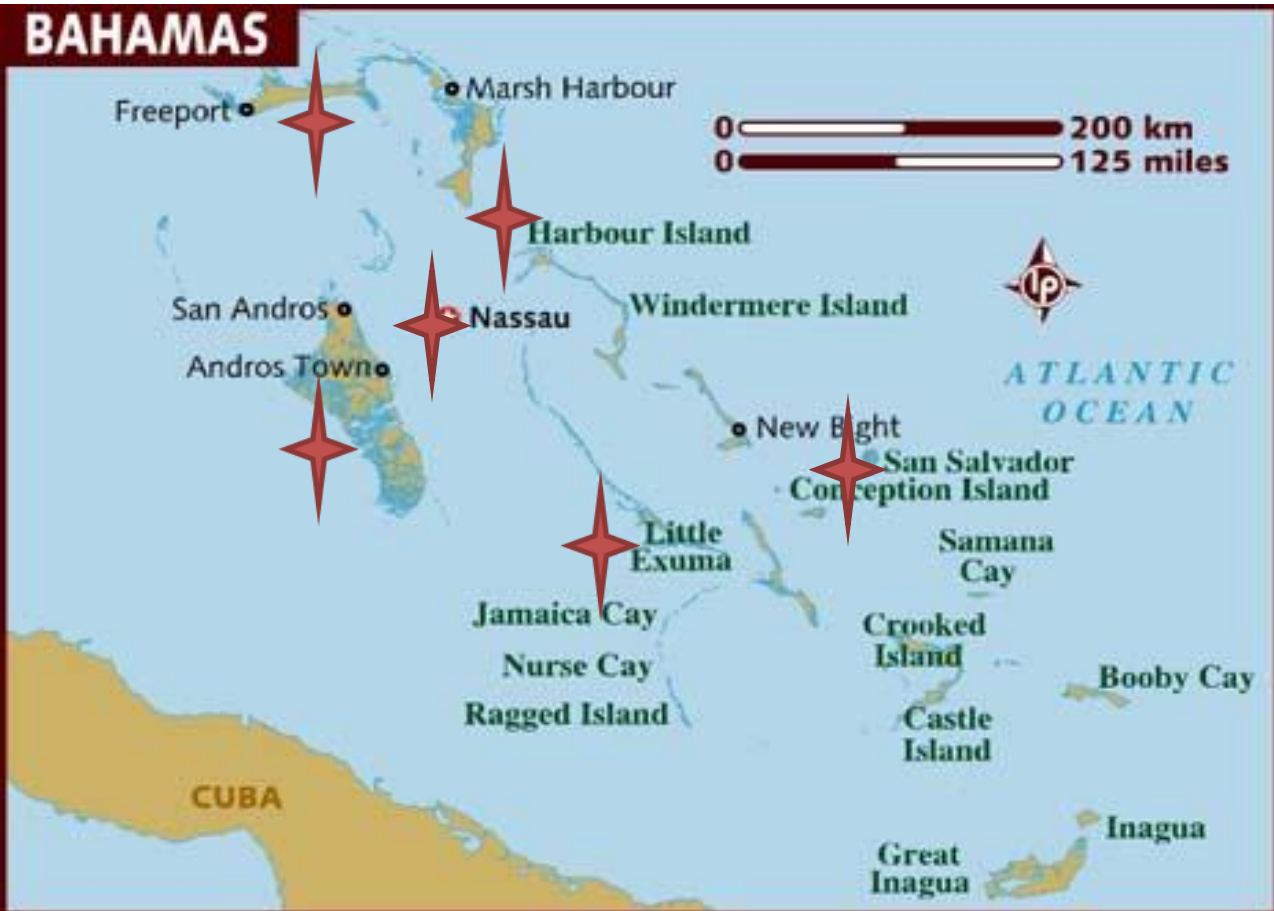 BAHAMAS
Marsh Harbour
Freeport
0 200 km
0 125 miles
Harbour Island
San Andros
Nassau
Windermere Island
Andros Town
ATLANTIC
OCEAN
New Bight
San Salvador
Conception Island
Little
Exuma
Samana
Cay
Jamaica Cay
Crooked
Island
Nurse Cay
Booby Cay
Ragged Island
Castle
Island
CUBA
Inagua
Great
Inagua
lp